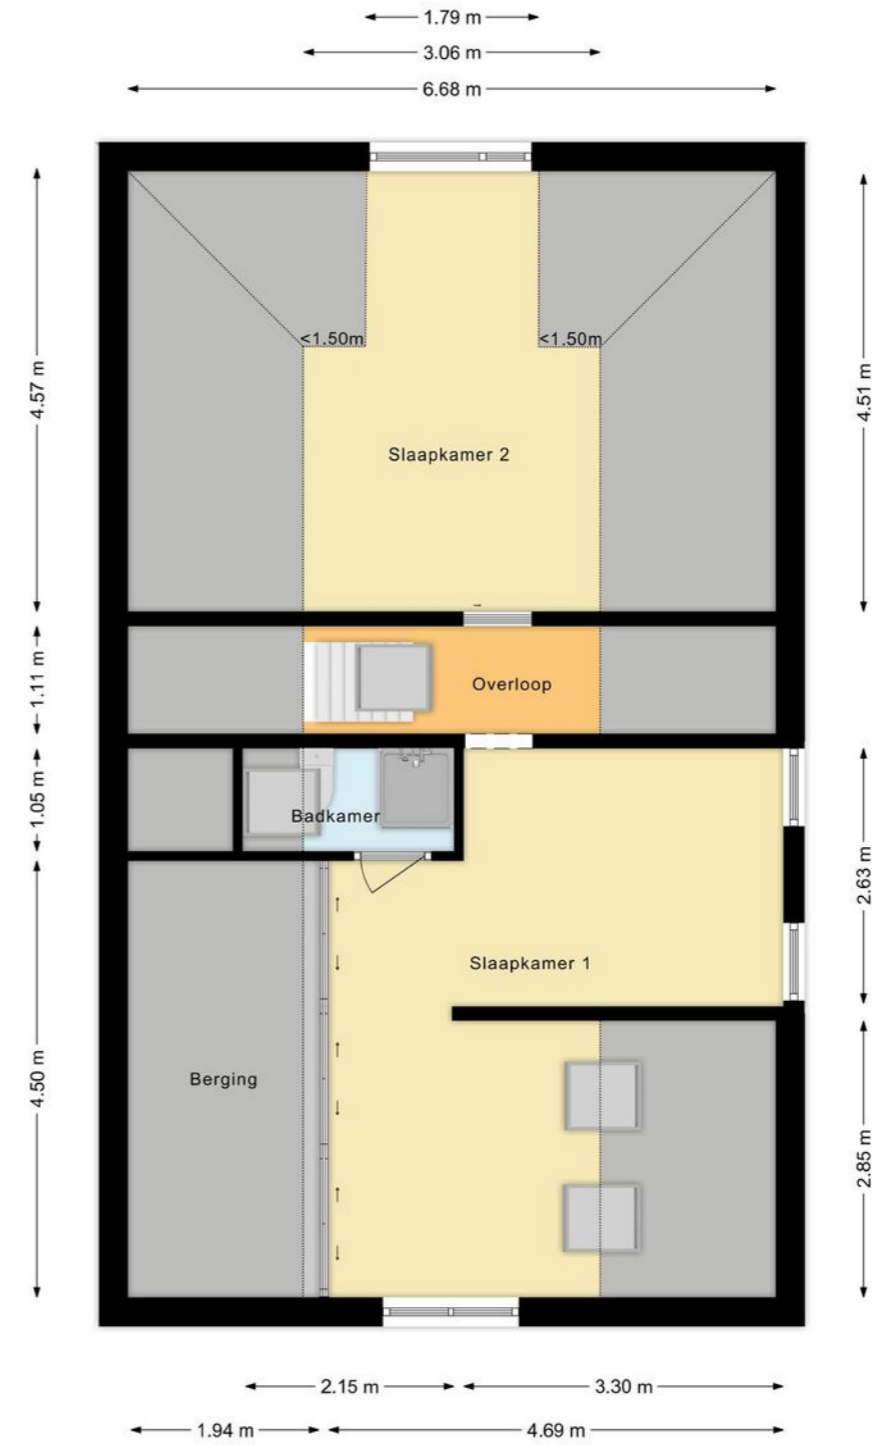 1.79 m
3.06 m
6.68 m
<1.50m
<1.50m
4.57 m
4.51 m
Slaapkamer 2
1.11 m
Overloop
1.05 m
Badkamer
2.63 m
Slaapkamer 1
4.50 m
Berging
2.85 m
2.15 m
3.30 m
1.94 m
4.69 m